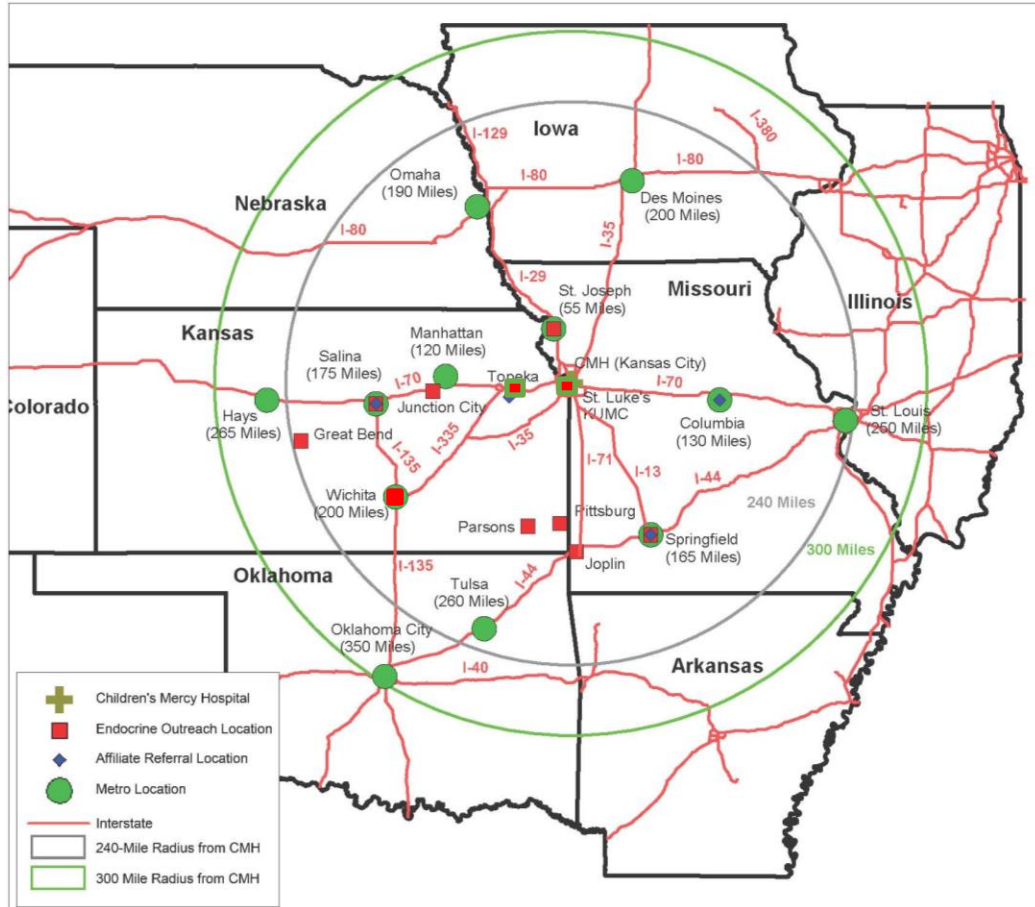 I-129
Iowa
I-380
Omaha
(190 Miles)
I-80
I-80
Des Moines
(200 Miles)
Nebraska
I-80
I-35
I-29
St. Joseph
(55 Miles)
Missouri
Illinois
Kansas
Manhattan
(120 Miles)
CMH (Kansas City)
Salina
(175 Miles)
I-70
Topeka
I-70
St. Luke's
KUMC
Colorado
Hays
(265 Miles)
Junction City
Columbia
(130 Miles)
St. Louis
(250 Miles)
Great Bend
I-335
I-35
I-135
I-71
I-13
I-44
Wichita
(200 Miles)
240 Miles
Parsons
Pittsburg
Springfield
(165 Miles)
300 Miles
Joplin
I-135
Oklahoma
I-44
Tulsa
(260 Miles)
Oklahoma City
(350 Miles)
I-40
Arkansas
Children's Mercy Hospital
Endocrine Outreach Location
Affiliate Referral Location
Metro Location
Interstate
240-Mile Radius from CMH
300 Mile Radius from CMH